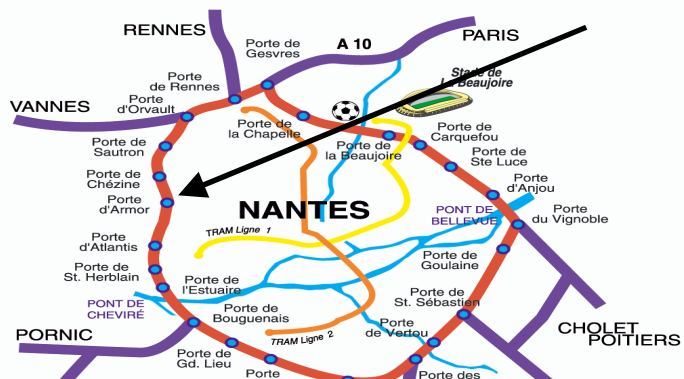 RENNES
Porte de
Gesvres
A 10
PARIS
Porte
de Rennes
Stade de
La Beaujoire
VANNES
Porte
d'Orvault
Porte de
la Chapelle
Porte de
Carquefou
Porte de
Sautron
Porte de
la Beaujoire
Porte de
Ste Luce
Porte de
Chézine
Porte
d'Anjou
Porte
d'Armor
NANTES
PONT DE
BELLEVUE
Porte
du Vignoble
TRAM Ligne 1
Porte
d'Atlantis
Porte de
Goulaine
Porte de
St. Herblain
Porte de
l'Estuaire
Porte de
St. Sébastien
PONT DE
CHEVIRÉ
Porte de
Bouguenais
Porte
de Vertou
CHOLET
POITIERS
PORNIC
TRAM Ligne 2
Porte de
Gd. Lieu
Porte
Porte des